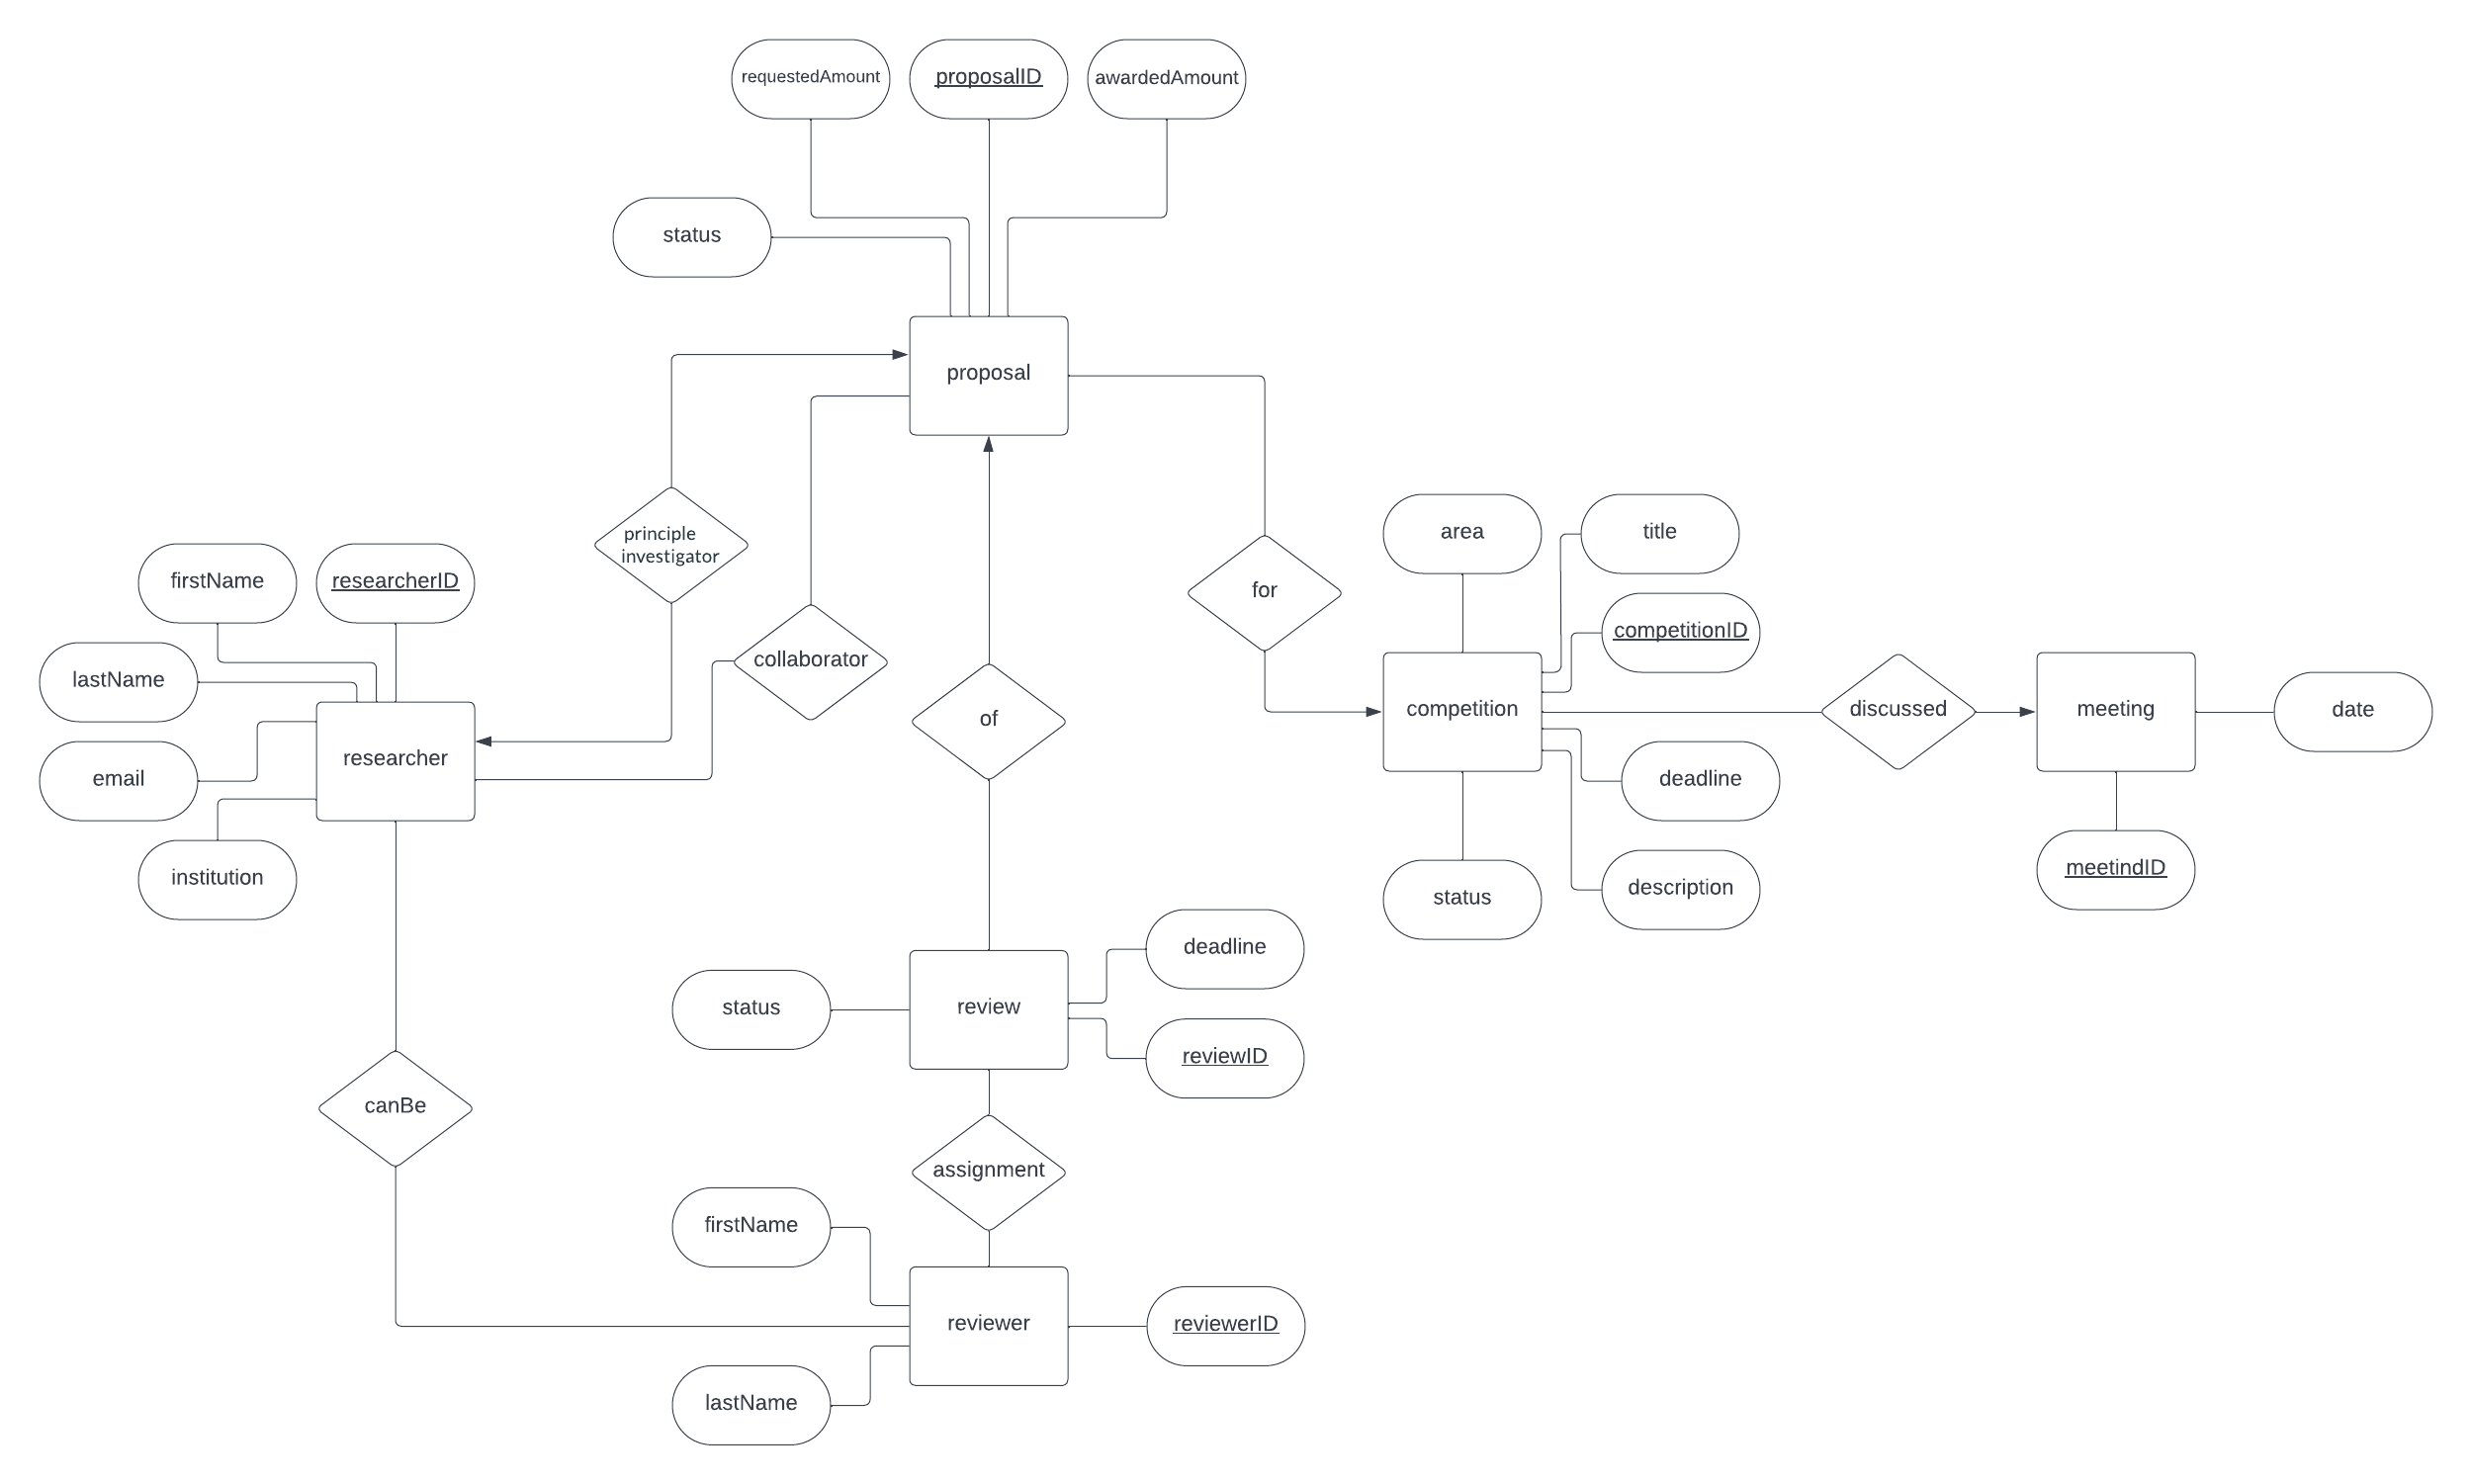 requestedAmount
proposalID
awardedAmount
status
proposal
principle
investigator
area
title
firstName
researcherID
for
competitionID
collaborator
lastName
competition
discussed
meeting
date
of
researcher
email
deadline
meetindID
institution
description
status
deadline
status
review
reviewID
canBe
assignment
firstName
reviewer
reviewerID
lastName